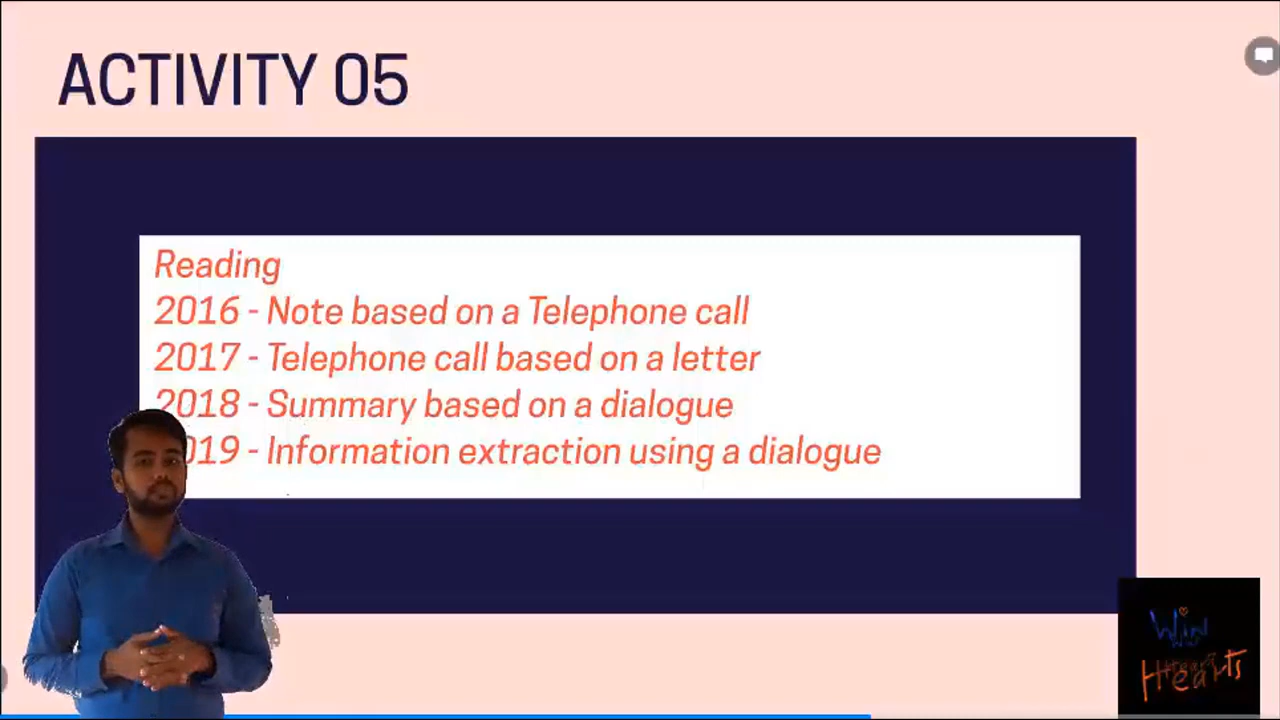 ACTIVITY 05
Reading
2016 - Note based on a Telephone call
2017 - Telephone call based on a letter
2018 - Summary based on a dialogue
019 - Information extraction using a dialogue
Win
Hearts